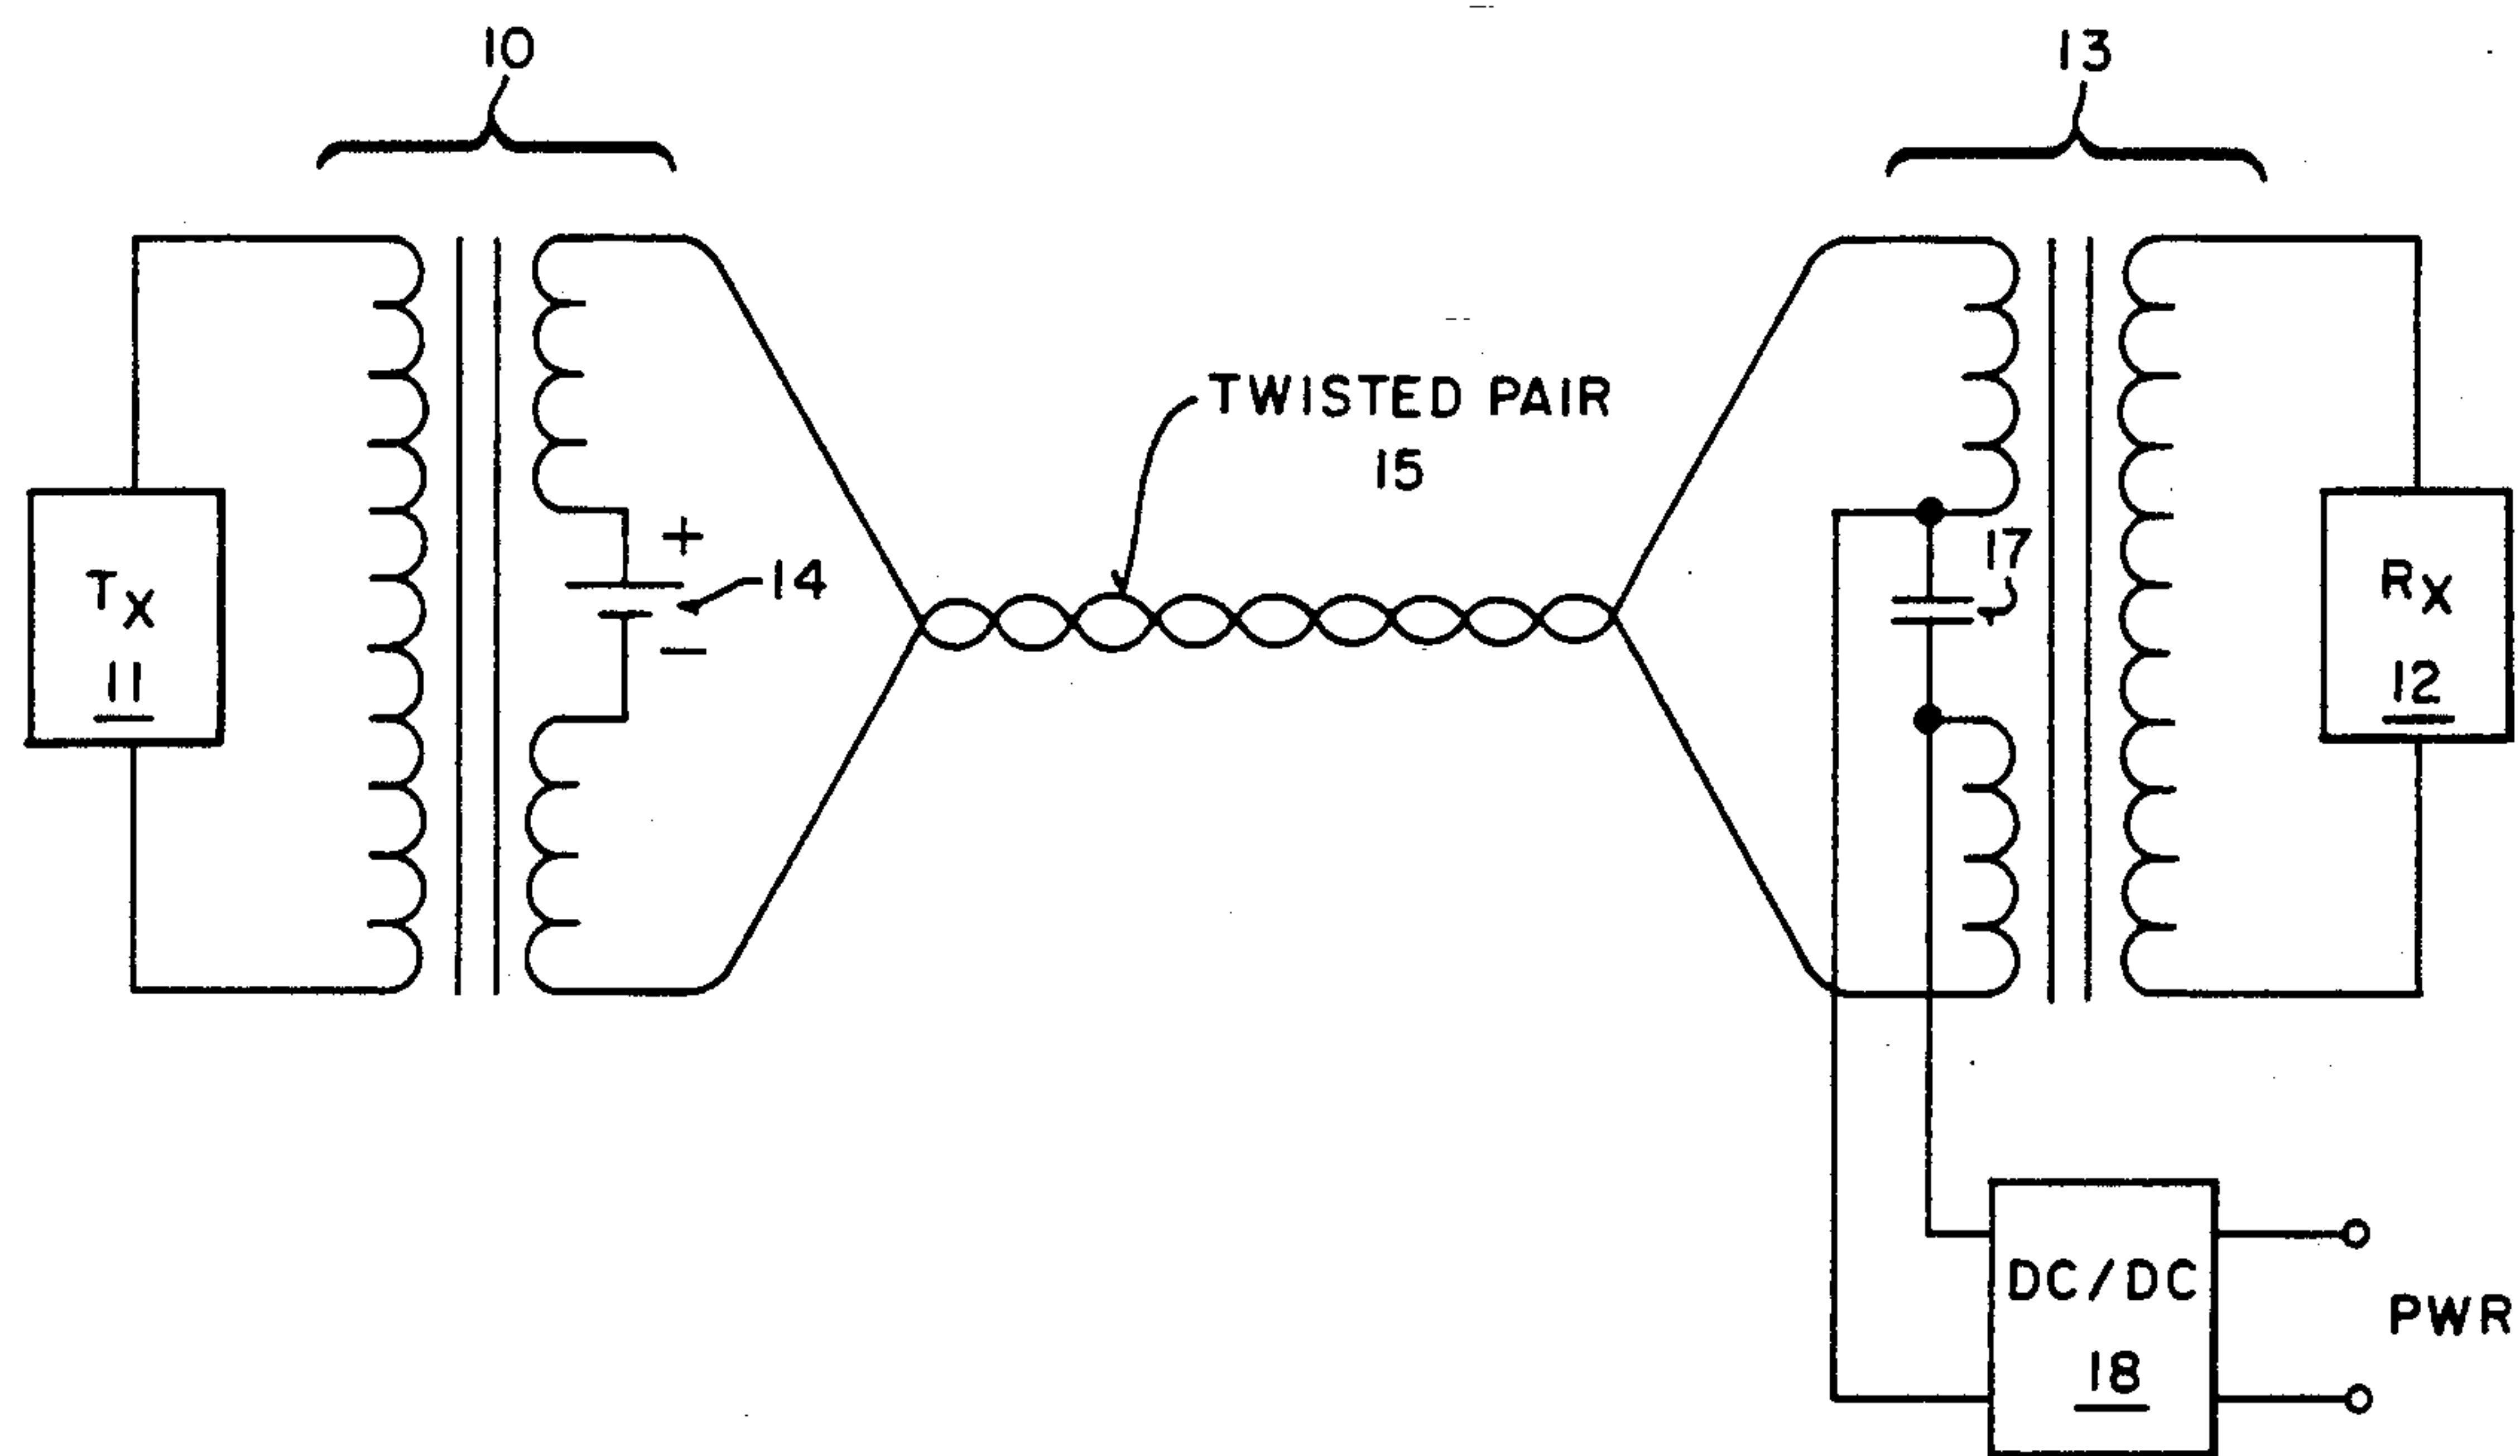 10
13
TWISTED PAIR
15
+
14
−
17
TX
11
RX
12
DC/DC
18
PWR